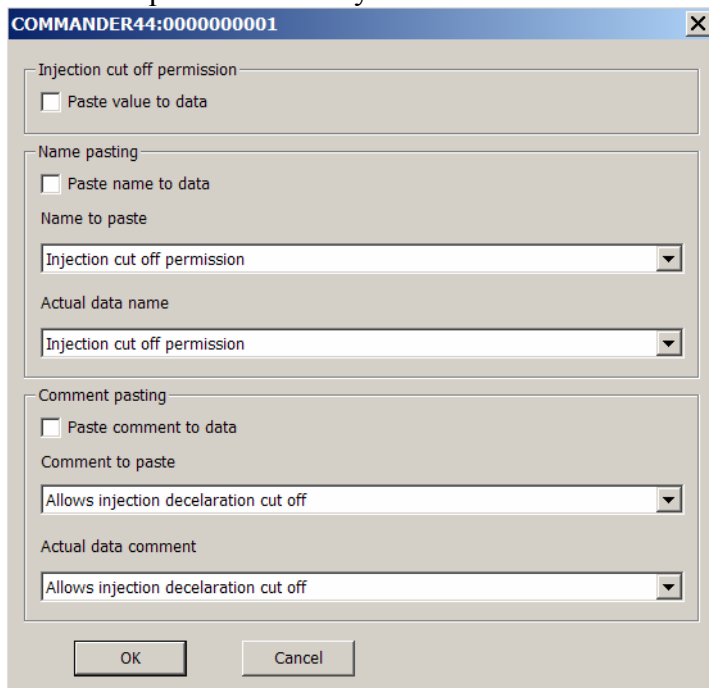 COMMANDER44:0000000001
Injection cut off permission
Paste value to data
Name pasting
Paste name to data
Name to paste
Injection cut off permission
Actual data name
Injection cut off permission
Comment pasting
Paste comment to data
Comment to paste
Allows injection decelaration cut off
Actual data comment
Allows injection decelaration cut off
OK Cancel